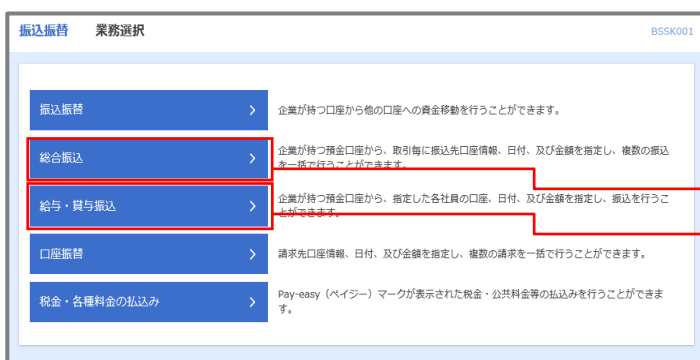 振込振替 業務選択 BSSK001
振込振替 企業が持つ口座から他の口座への資金移動を行うことができます。
総合振込 企業が持つ預金口座から、取引毎に振込先口座情報、日付、及び金額を指定し、複数の振込
を一括で行うことができます。
給与・賞与振込 企業が持つ預金口座から、指定した各社員の口座、日付、及び金額を指定し、振込を行うこ
とができます。
口座振替 請求先口座情報、日付、及び金額を指定し、複数の請求を一括で行うことができます。
税金・各種料金の払込み Pay-easy（ペイジー）マークが表示された税金・公共料金等の払込みを行うことができま
す。